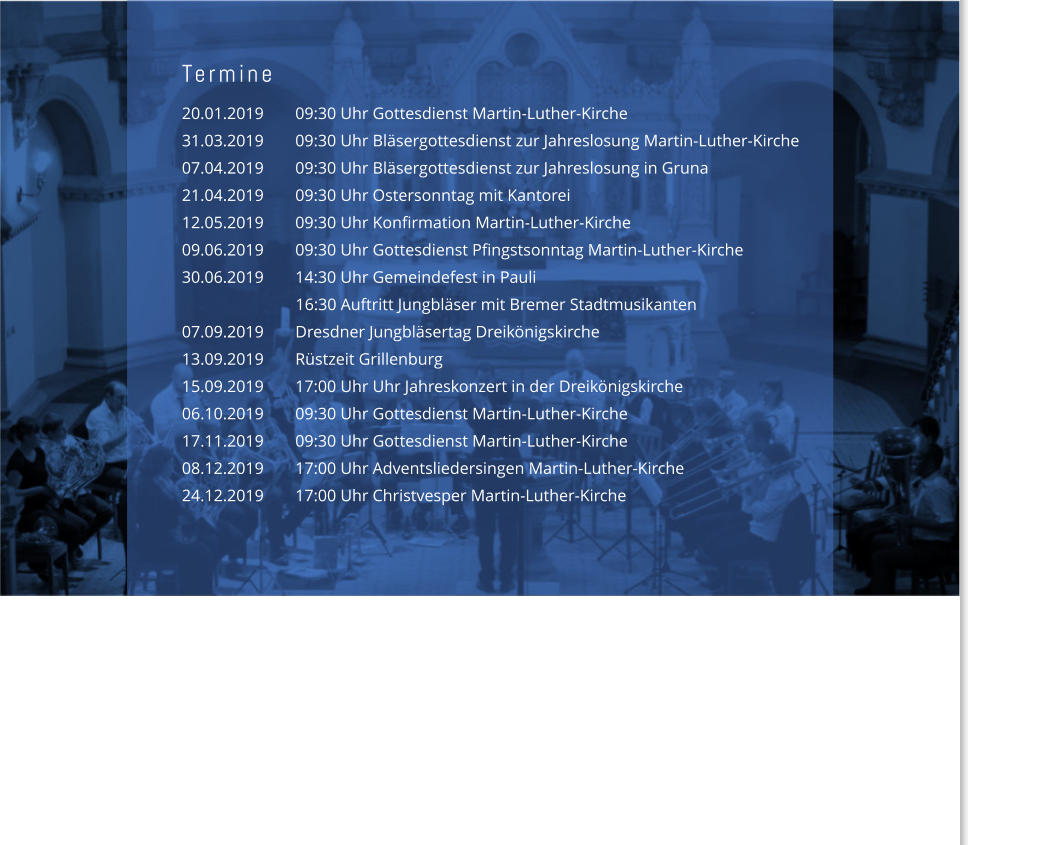 Termine
20.01.2019 09:30 Uhr Gottesdienst Martin-Luther-Kirche
31.03.2019 09:30 Uhr Bläsergottesdienst zur Jahreslosung Martin-Luther-Kirche
07.04.2019 09:30 Uhr Bläsergottesdienst zur Jahreslosung in Gruna
21.04.2019 09:30 Uhr Ostersonntag mit Kantorei
12.05.2019 09:30 Uhr Konfirmation Martin-Luther-Kirche
09.06.2019 09:30 Uhr Gottesdienst Pfingstsonntag Martin-Luther-Kirche
30.06.2019 14:30 Uhr Gemeindefest in Pauli
16:30 Auftritt Jungbläser mit Bremer Stadtmusikanten
07.09.2019 Dresdner Jungbläsertag Dreikönigskirche
13.09.2019 Rüstzeit Grillenburg
15.09.2019 17:00 Uhr Uhr Jahreskonzert in der Dreikönigskirche
06.10.2019 09:30 Uhr Gottesdienst Martin-Luther-Kirche
17.11.2019 09:30 Uhr Gottesdienst Martin-Luther-Kirche
08.12.2019 17:00 Uhr Adventsliedersingen Martin-Luther-Kirche
24.12.2019 17:00 Uhr Christvesper Martin-Luther-Kirche